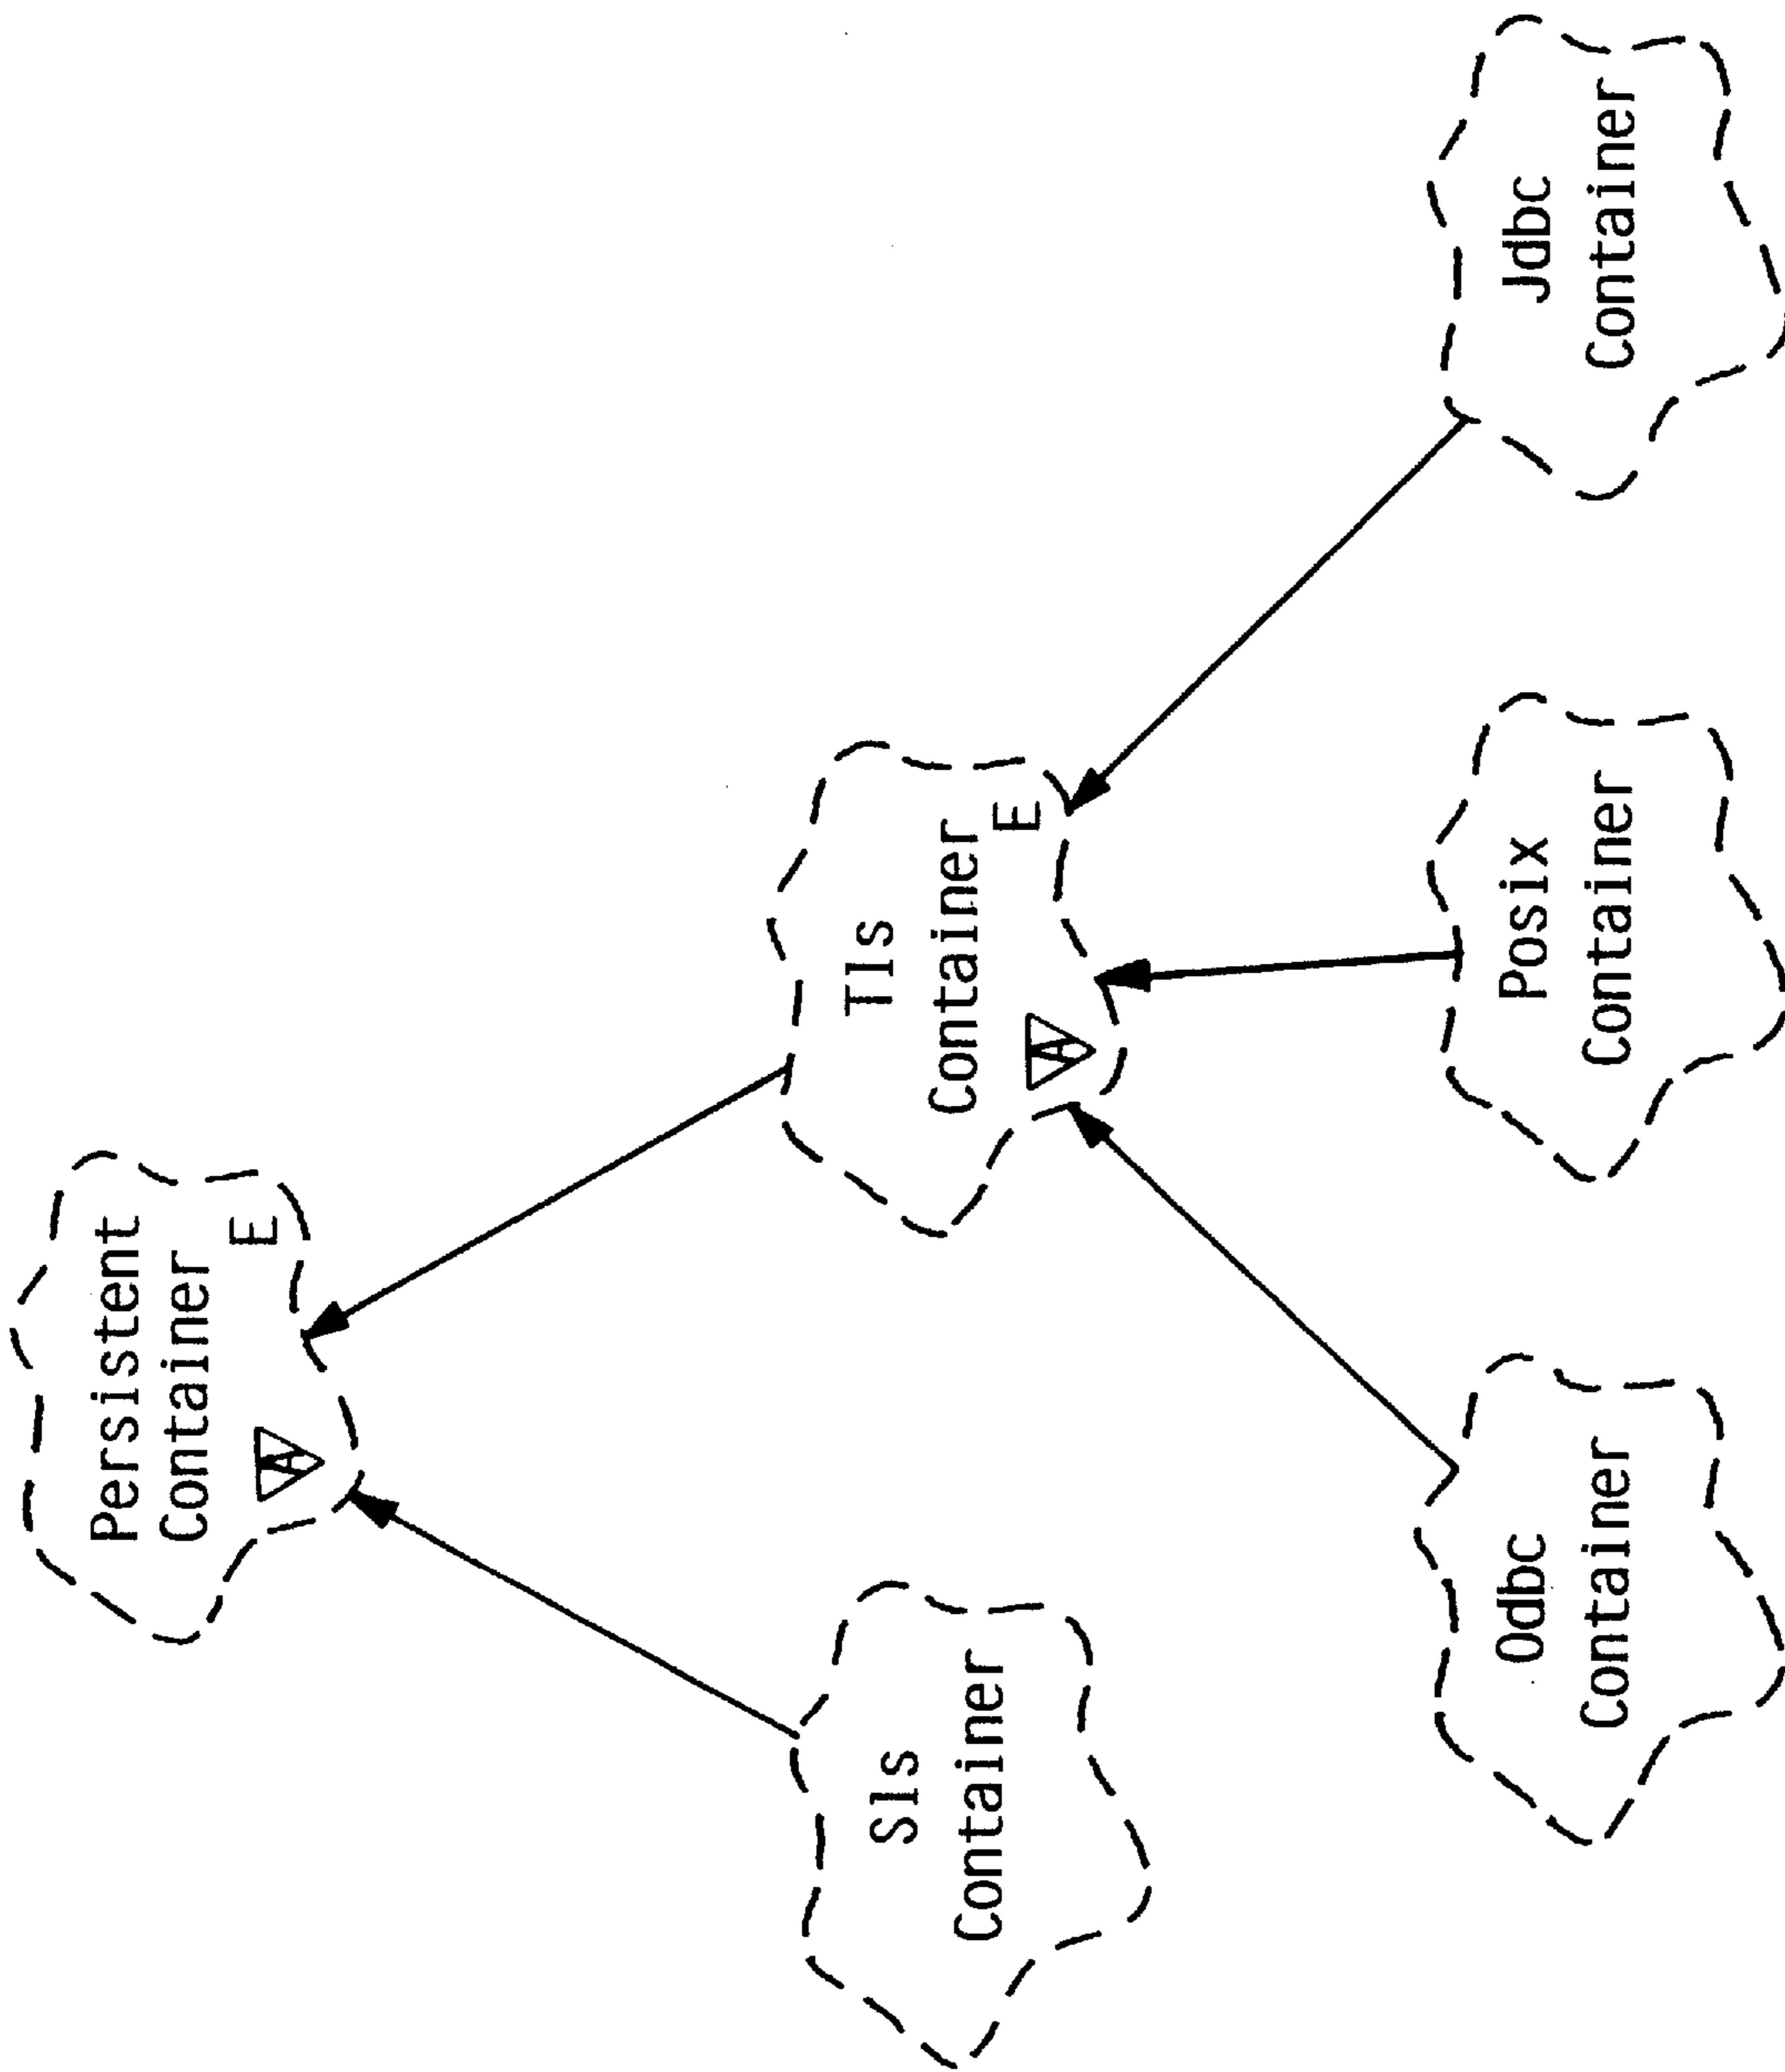 Persistent
Container
E
A
Sls
Container
Tls
Container
E
A
Odbc
Container
Posix
Container
Jdbc
Container